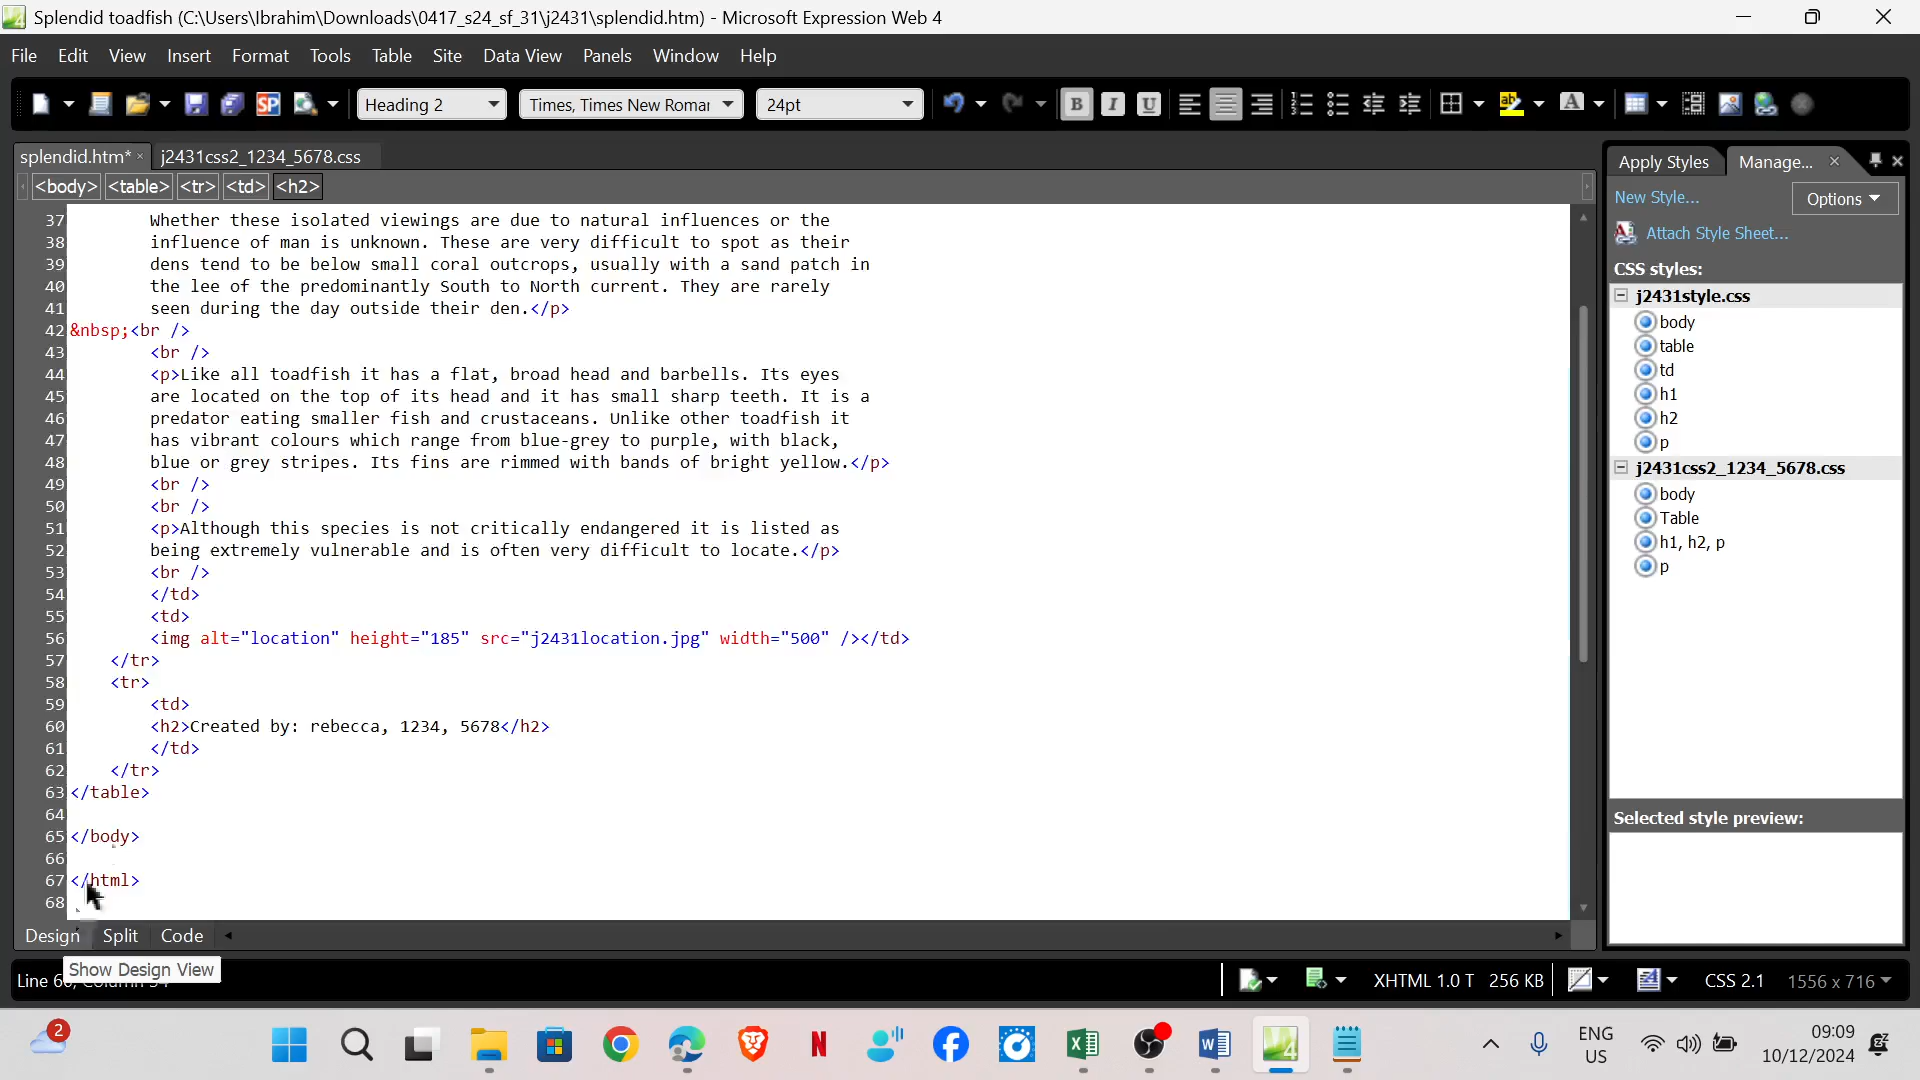 Splendid toadfish (C:\Users\Ibrahim\Downloads\0417_s24_sf_31\j2431\splendid.htm) - Microsoft Expression Web 4
File Edit View Insert Format Tools Table Site Data View Panels Window Help
Heading 2 Times, Times New Romar 24pt
splendid.htm* j2431css2_1234_5678.css
<body> <table> <tr> <td> <h2>
37 Whether these isolated viewings are due to natural influences or the
38 influence of man is unknown. These are very difficult to spot as their
39 dens tend to be below small coral outcrops, usually with a sand patch in
40 the lee of the predominantly South to North current. They are rarely
41 seen during the day outside their den.</p>
42 &nbsp;<br />
43 <br />
44 <p>Like all toadfish it has a flat, broad head and barbells. Its eyes
45 are located on the top of its head and it has small sharp teeth. It is a
46 predator eating smaller fish and crustaceans. Unlike other toadfish it
47 has vibrant colours which range from blue-grey to purple, with black,
48 blue or grey stripes. Its fins are rimmed with bands of bright yellow.</p>
49 <br />
50 <br />
51 <p>Although this species is not critically endangered it is listed as
52 being extremely vulnerable and is often very difficult to locate.</p>
53 <br />
54 </td>
55 <td>
56 <img alt="location" height="185" src="j2431location.jpg" width="500" /></td>
57 </tr>
58 <tr>
59 <td>
60 <h2>Created by: rebecca, 1234, 5678</h2>
61 </td>
62 </tr>
63 </table>
64
65 </body>
66
67 </html>
68
Design Split Code
Show Design View
Apply Styles Manage...
New Style... Options
Attach Style Sheet...
CSS styles:
j2431style.css
body
table
td
h1
h2
p
j2431css2_1234_5678.css
body
Table
h1, h2, p
p
Selected style preview:
XHTML 1.0 T 256 KB CSS 2.1 1556 x 716
2
ENG
US
09:09
10/12/2024